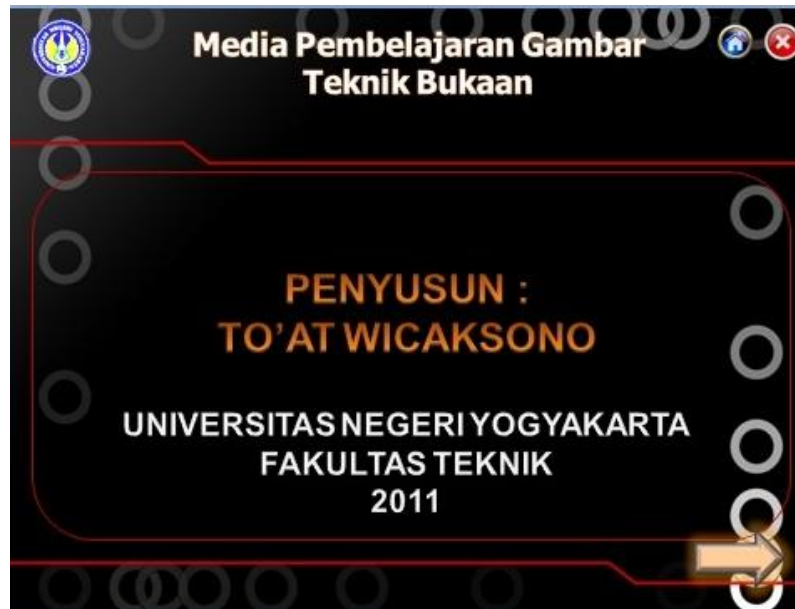 Media Pembelajaran Gambar
Teknik Bukaan
PENYUSUN :
TO'AT WICAKSONO
UNIVERSITAS NEGERI YOGYAKARTA
FAKULTAS TEKNIK
2011